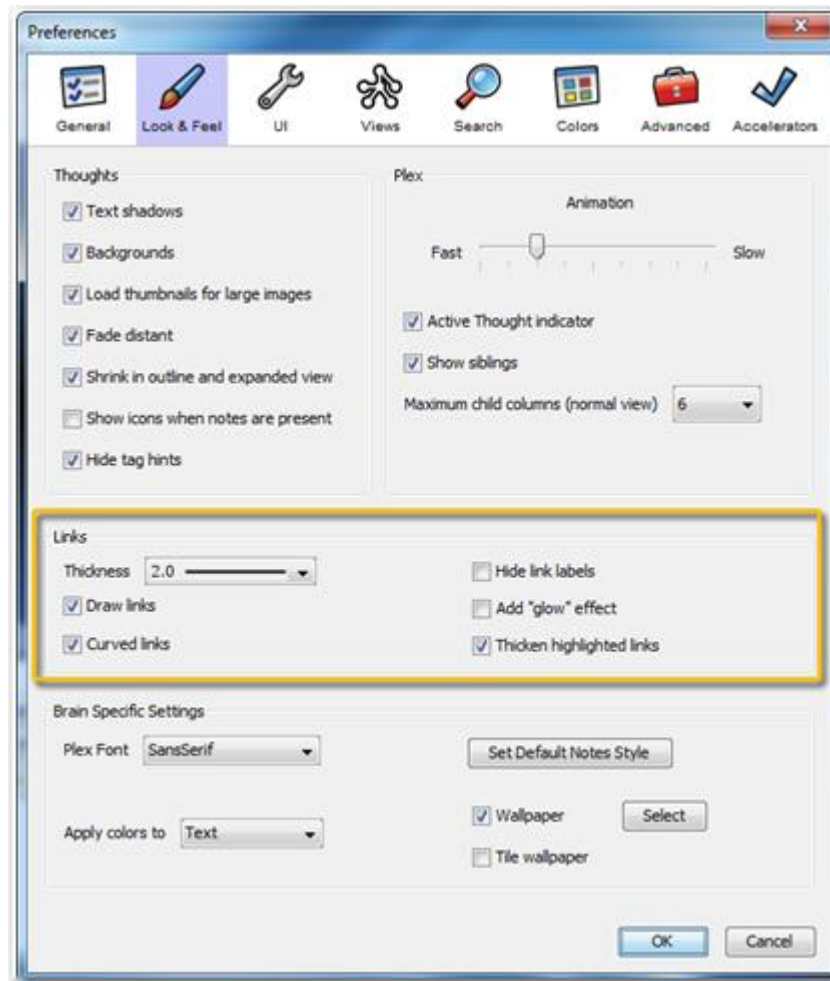 Preferences
General Look & Feel UI Views Search Colors Advanced Accelerators
Thoughts
Text shadows
Backgrounds
Load thumbnails for large images
Fade distant
Shrink in outline and expanded view
Show icons when notes are present
Hide tag hints
Plex
Animation
Fast Slow
Active Thought indicator
Show siblings
Maximum child columns (normal view) 6
Links
Thickness 2.0
Draw links
Curved links
Hide link labels
Add "glow" effect
Thicken highlighted links
Brain Specific Settings
Plex Font SansSerif
Apply colors to Text
Set Default Notes Style
Wallpaper Select
Tile wallpaper
OK Cancel